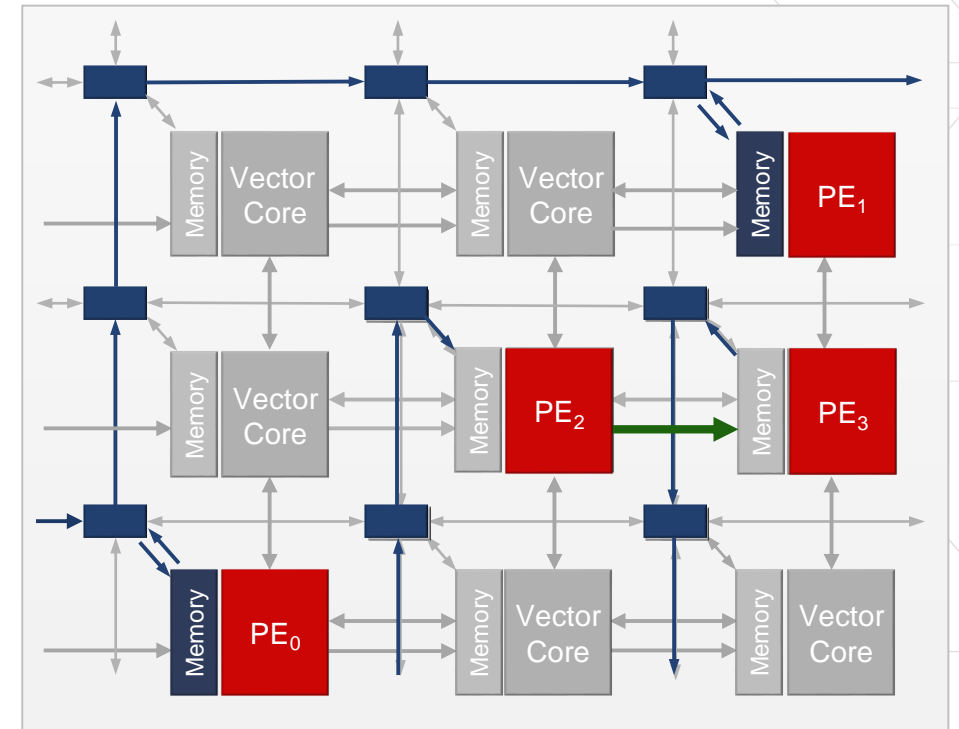 Memory
Vector
Core
Memory
Vector
Core
Memory
PE₁
Memory
Vector
Core
Memory
PE₂
Memory
PE₃
Memory
PE₀
Memory
Vector
Core
Memory
Vector
Core